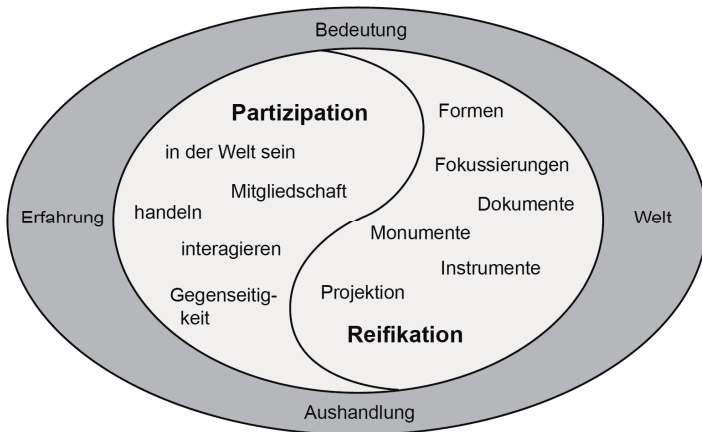 Bedeutung
Partizipation
Formen
in der Welt sein
Fokussierungen
Mitgliedschaft
Dokumente
handeln
Erfahrung
Welt
Monumente
interagieren
Instrumente
Projektion
Gegenseitig-
keit
Reifikation
Aushandlung